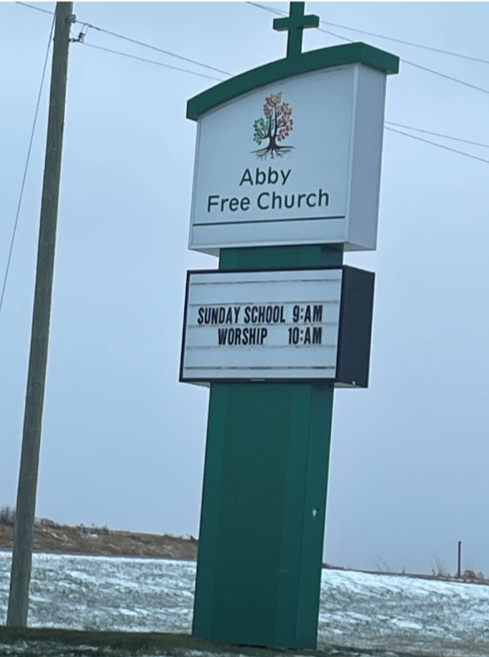 Abby
Free Church
SUNDAY SCHOOL 9:AM
WORSHIP 10:AM